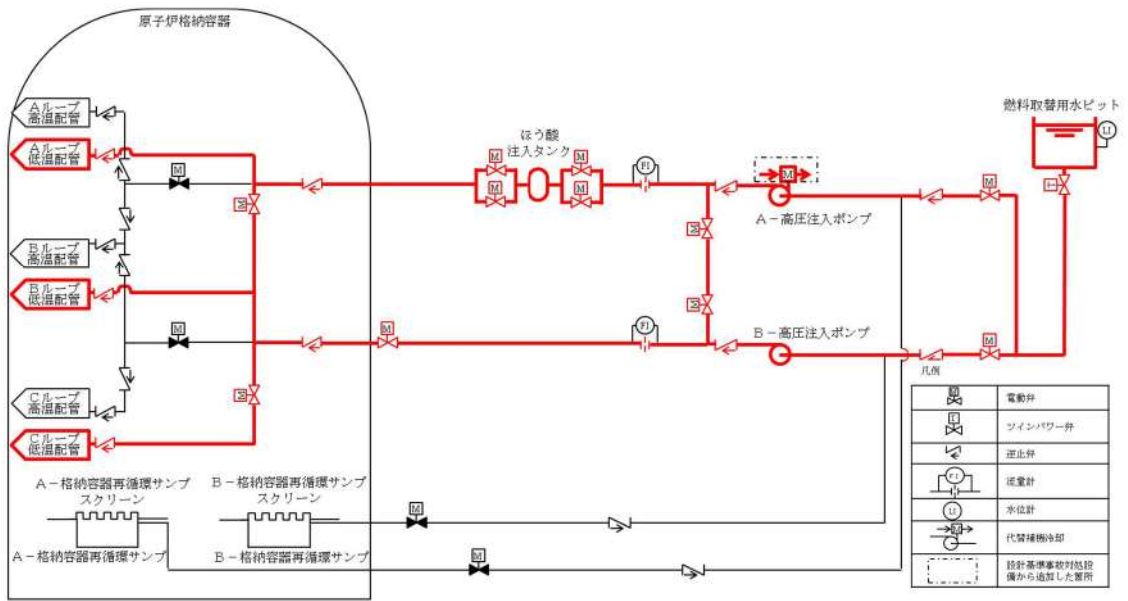 原子炉格納容器
Aループ
高温配管
Aループ
低温配管
M
M
Bループ
高温配管
Bループ
低温配管
M
Cループ
高温配管
Cループ
低温配管
M
ほう酸
注入タンク
M
M
M
M
FI
M
A-高圧注入ポンプ
M
燃料取替用水ピット
LI
T
M
M
M
FI
B-高圧注入ポンプ
M
M
A-格納容器再循環サンプ
スクリーン
A-格納容器再循環サンプ
B-格納容器再循環サンプ
スクリーン
B-格納容器再循環サンプ
M
M
凡例
M
電動弁
T
ツインパワー弁
逆止弁
FI
流量計
LI
水位計
M
代替補機冷却
設計基準事故対処設
備から追加した箇所